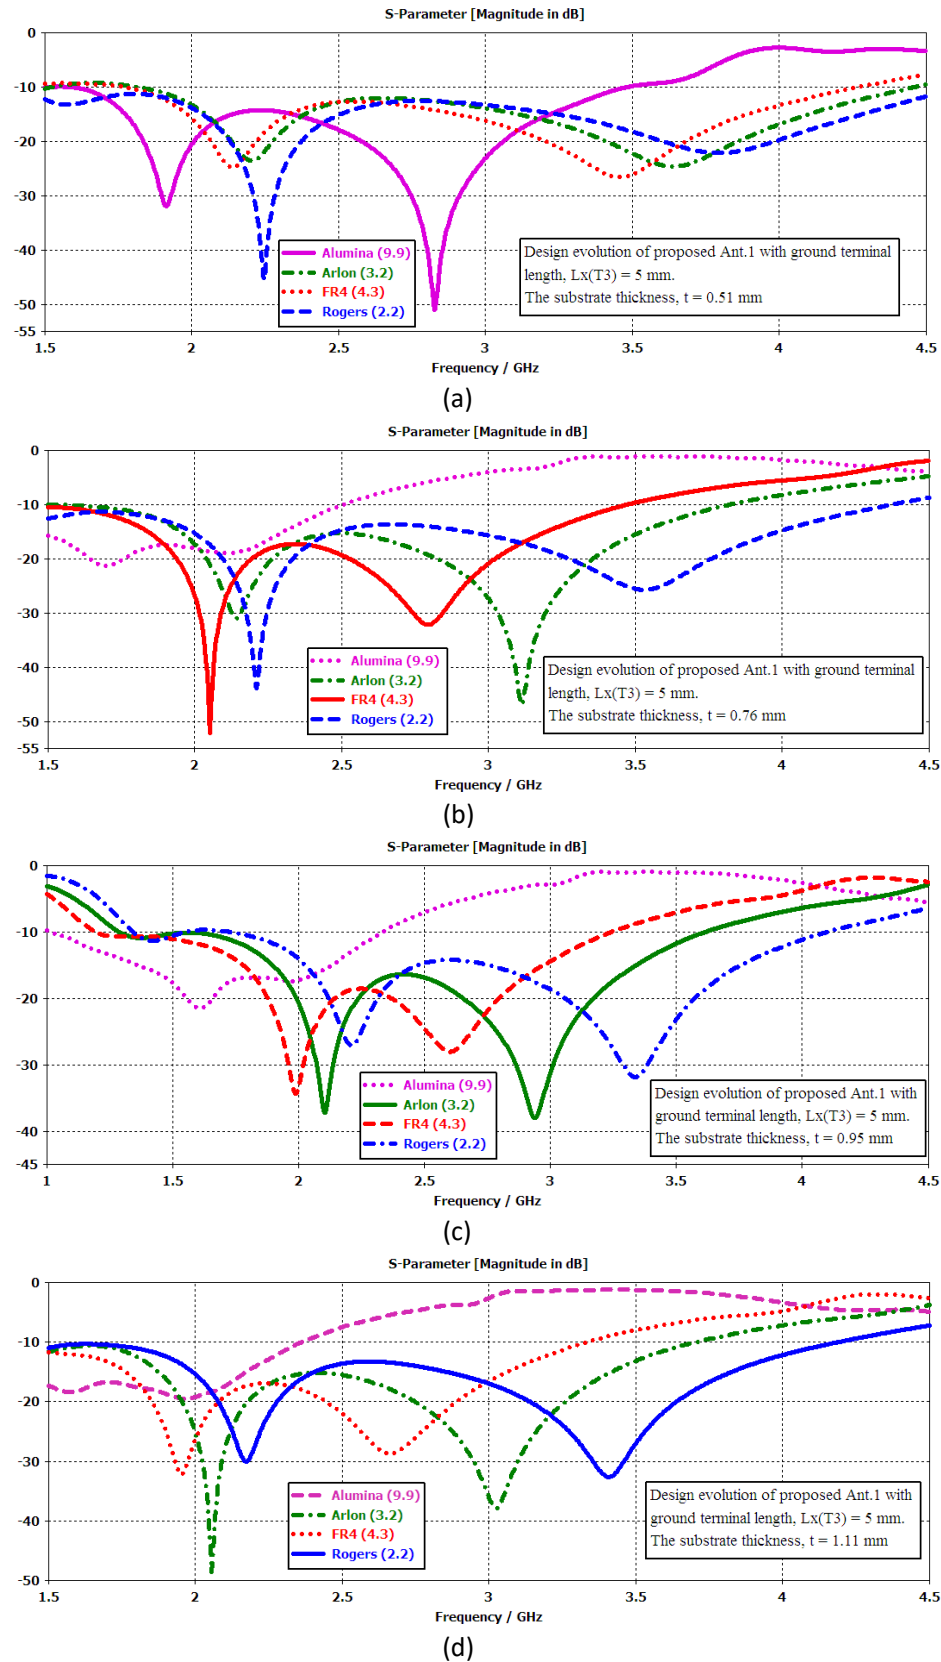 S-Parameter [Magnitude in dB]
0
-10
-20
-30
-40
-50
-55
Alumina (9.9)
Arlon (3.2)
FR4 (4.3)
Rogers (2.2)
Design evolution of proposed Ant.1 with ground terminal
length, Lx(T3) = 5 mm.
The substrate thickness, t = 0.51 mm
1.5 2 2.5 3 3.5 4 4.5
Frequency / GHz
(a)
S-Parameter [Magnitude in dB]
0
-10
-20
-30
-40
-50
-55
Alumina (9.9)
Arlon (3.2)
FR4 (4.3)
Rogers (2.2)
Design evolution of proposed Ant.1 with ground terminal
length, Lx(T3) = 5 mm.
The substrate thickness, t = 0.76 mm
1.5 2 2.5 3 3.5 4 4.5
Frequency / GHz
(b)
S-Parameter [Magnitude in dB]
0
-10
-20
-30
-40
-45
Alumina (9.9)
Arlon (3.2)
FR4 (4.3)
Rogers (2.2)
Design evolution of proposed Ant.1 with
ground terminal length, Lx(T3) = 5 mm.
The substrate thickness, t = 0.95 mm
1 1.5 2 2.5 3 3.5 4 4.5
Frequency / GHz
(c)
S-Parameter [Magnitude in dB]
0
-10
-20
-30
-40
-50
Alumina (9.9)
Arlon (3.2)
FR4 (4.3)
Rogers (2.2)
Design evolution of proposed Ant.1 with
ground terminal length, Lx(T3) = 5 mm.
The substrate thickness, t = 1.11 mm
1.5 2 2.5 3 3.5 4 4.5
Frequency / GHz
(d)